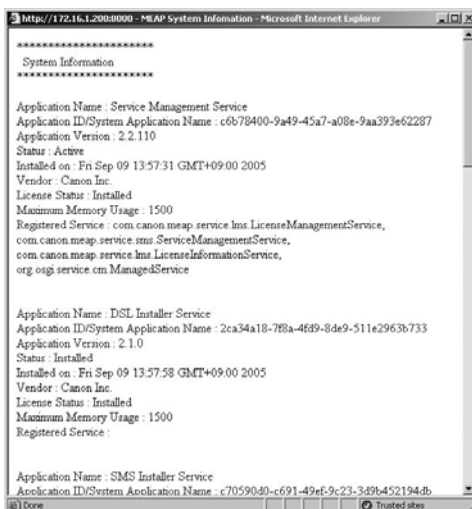 http://172.16.1.200:8000 - MEAP System Infomation - Microsoft Internet Explorer
************************
System Information
************************
Application Name : Service Management Service
Application ID/System Application Name : c6b78400-9a49-45a7-a08e-9aa393e62287
Application Version : 2.2.110
Status : Active
Installed on : Fri Sep 09 13:57:31 GMT+09:00 2005
Vendor : Canon Inc.
License Status : Installed
Maximum Memory Usage : 1500
Registered Service : com.canon.meap.service.lms.LicenseManagementService,
com.canon.meap.service.sms.ServiceManagementService,
com.canon.meap.service.lms.LicenseInformationService,
org.osgi.service.cm.ManagedService
Application Name : DSL Installer Service
Application ID/System Application Name : 2ca34a18-7f8a-4fd9-8de9-511e2963b733
Application Version : 2.1.0
Status : Installed
Installed on : Fri Sep 09 13:57:58 GMT+09:00 2005
Vendor : Canon Inc.
License Status : Installed
Maximum Memory Usage : 1500
Registered Service :
Application Name : SMS Installer Service
Application ID/System Application Name : c70590d0-c691-49ef-9c23-3d9b452194db
Done
Trusted sites